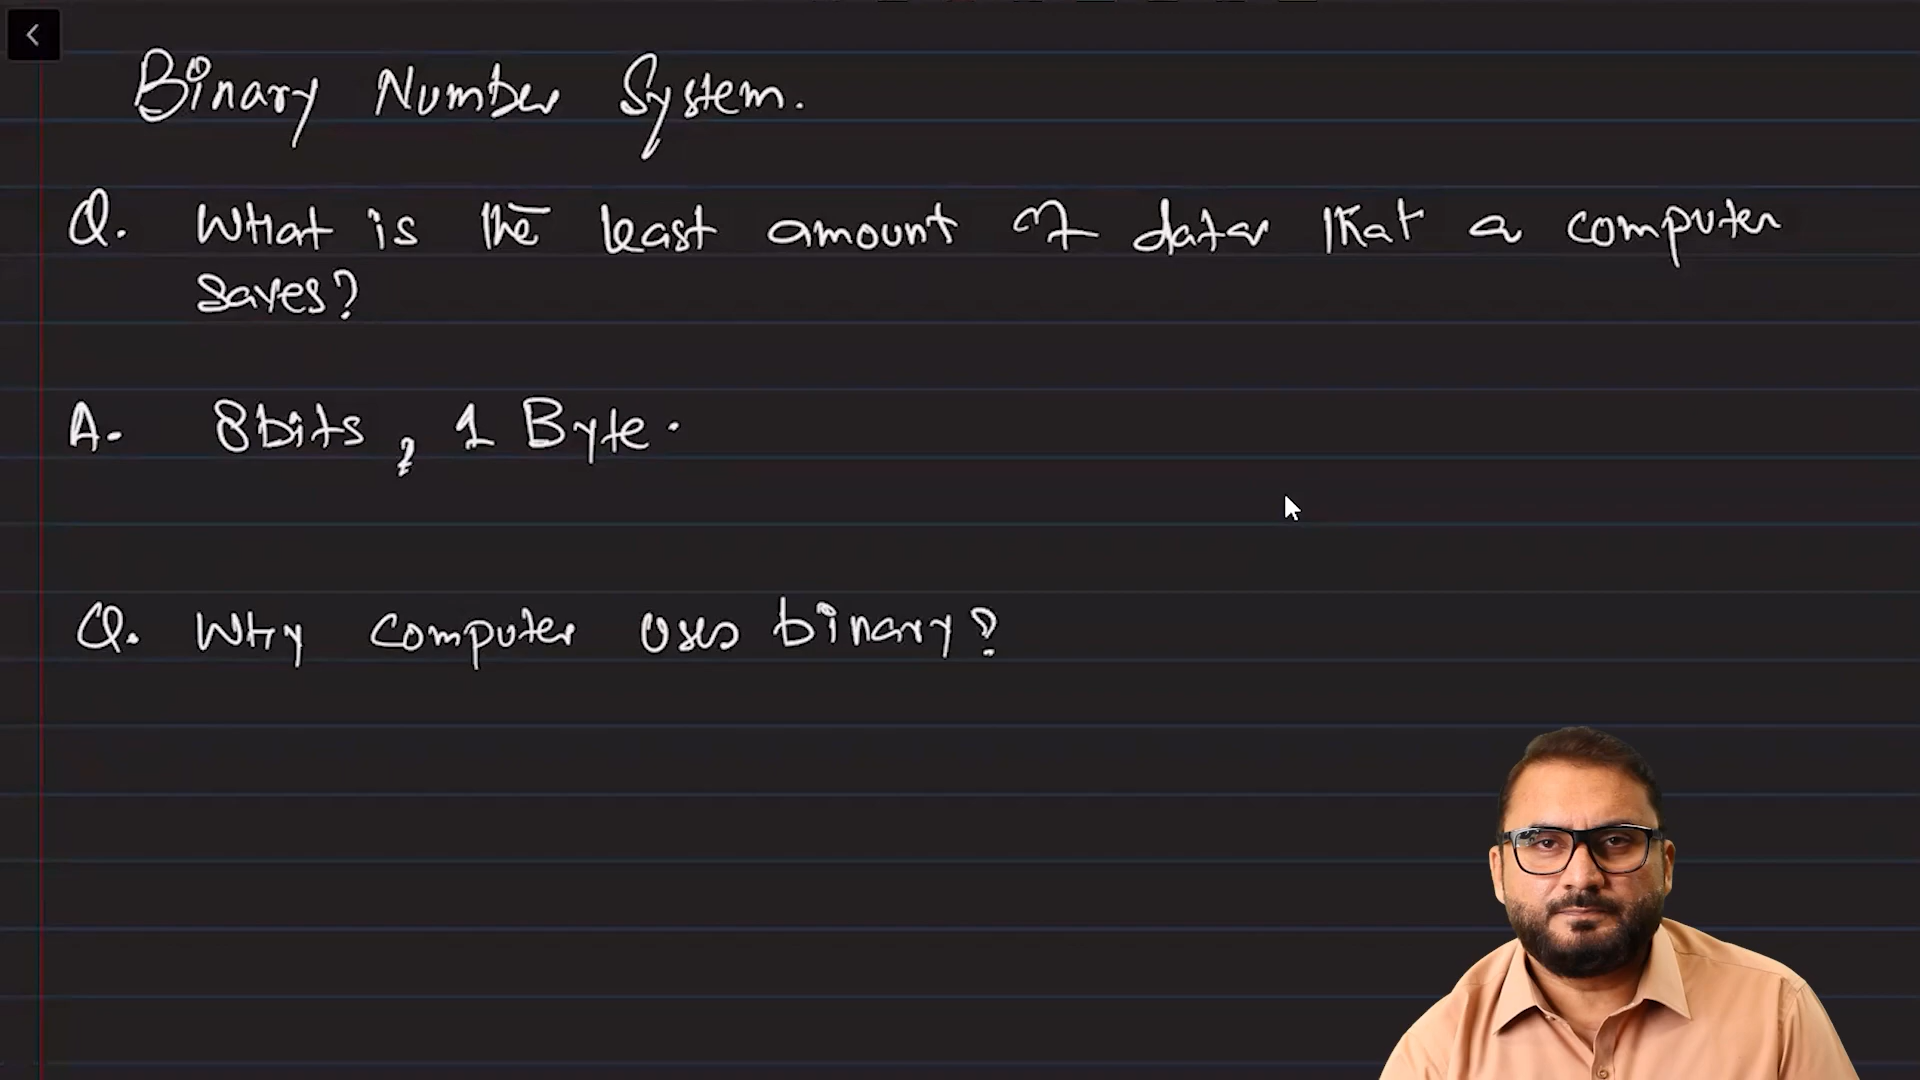 Binary Number System.
Q. What is the least amount of data that a computer
saves?
A. 8bits, 1 Byte.
Q. Why computer uses binary?